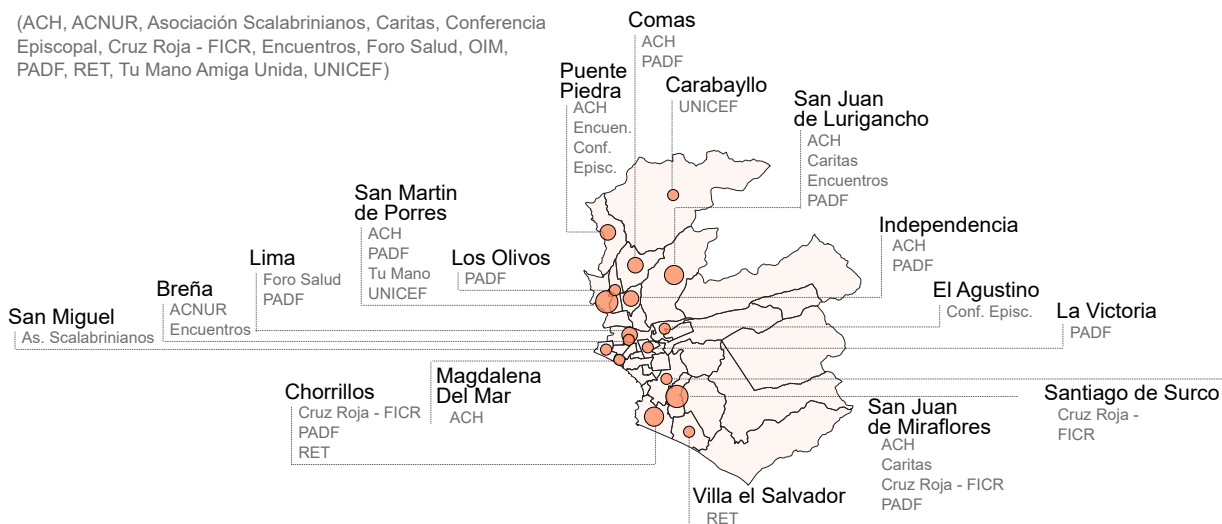 (ACH, ACNUR, Asociación Scalabrinianos, Caritas, Conferencia
Episcopal, Cruz Roja - FICR, Encuentros, Foro Salud, OIM,
PADF, RET, Tu Mano Amiga Unida, UNICEF)
Comas
ACH
PADF
Puente
Piedra
ACH
Encuen.
Conf.
Episc.
Carabayllo
UNICEF
San Juan
de Lurigancho
ACH
Caritas
Encuentros
PADF
San Martin
de Porres
ACH
PADF
Tu Mano
UNICEF
Los Olivos
PADF
Independencia
ACH
PADF
Lima
Foro Salud
PADF
Breña
ACNUR
Encuentros
San Miguel
As. Scalabrinianos
El Agustino
Conf. Episc.
La Victoria
PADF
Chorrillos
Cruz Roja - FICR
PADF
RET
Magdalena
Del Mar
ACH
Santiago de Surco
Cruz Roja -
FICR
San Juan
de Miraflores
ACH
Caritas
Cruz Roja - FICR
PADF
Villa el Salvador
RET